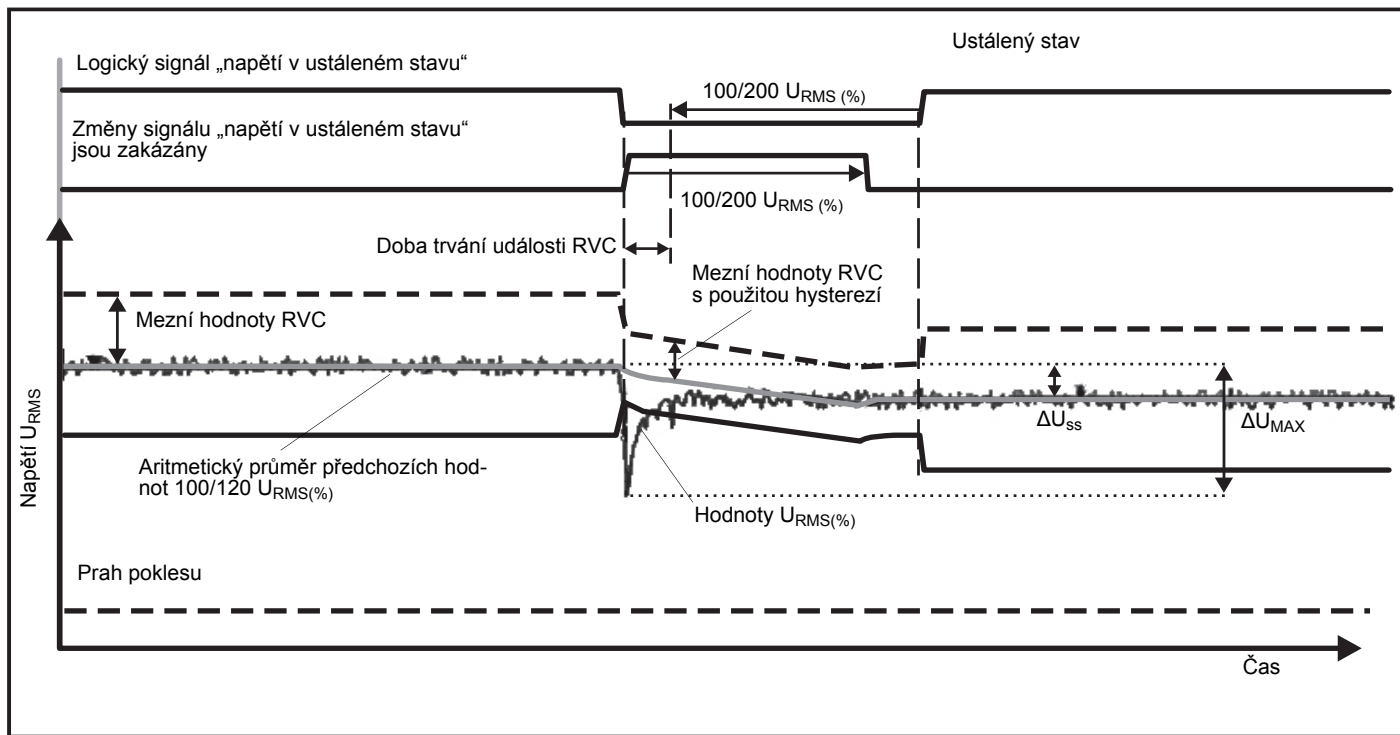 Ustálený stav
Logický signál „napětí v ustáleném stavu“
100/200 URMS (%)
Změny signálu „napětí v ustáleném stavu“
jsou zakázány
100/200 URMS (%)
Doba trvání události RVC
Mezní hodnoty RVC
s použitou hysterezí
Mezní hodnoty RVC
ΔUss
ΔUMAX
Napětí URMS
Aritmetický průměr předchozích hod-
not 100/120 URMS(%)
Hodnoty URMS(%)
Prah poklesu
Čas